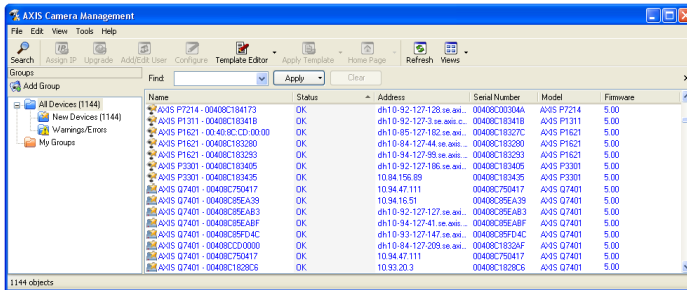 AXIS Camera Management
File Edit View Tools Help
Search Assign IP Upgrade Add/Edit User Configure Template Editor Apply Template Home Page Refresh Views
Groups
Find: Apply Clear
Add Group
All Devices (1144)
New Devices (1144)
Warnings/Errors
My Groups
Name Status Address Serial Number Model Firmware
AXIS P7214 - 00408C184173 OK dh10-92-127-128.se.axi... 00408C00304A AXIS P7214 5.00
AXIS P1311 - 00408C18341B OK dh10-92-127-3.se.axis.c... 00408C18341B AXIS P1311 5.00
AXIS P1621 - 00:40:8C:CD:00:00 OK dh10-85-127-182.se.axi... 00408C18327C AXIS P1621 5.00
AXIS P1621 - 00408C183280 OK dh10-84-127-44.se.axis.... 00408C183280 AXIS P1621 5.00
AXIS P1621 - 00408C183293 OK dh10-94-127-99.se.axis.... 00408C183293 AXIS P1621 5.00
AXIS P3301 - 00408C183405 OK dh10-92-127-186.se.axi... 00408C183405 AXIS P3301 5.00
AXIS P3301 - 00408C183435 OK 10.84.156.89 00408C183435 AXIS P3301 5.00
AXIS Q7401 - 00408C750417 OK 10.94.47.111 00408C750417 AXIS Q7401 5.00
AXIS Q7401 - 00408C85EA39 OK 10.94.16.51 00408C85EA39 AXIS Q7401 5.00
AXIS Q7401 - 00408C85EAB3 OK dh10-92-127-127.se.axi... 00408C85EAB3 AXIS Q7401 5.00
AXIS Q7401 - 00408C85EABF OK dh10-94-127-41.se.axis.... 00408C85EABF AXIS Q7401 5.00
AXIS Q7401 - 00408C85FD4C OK dh10-93-127-147.se.axi... 00408C85FD4C AXIS Q7401 5.00
AXIS Q7401 - 00408CCD0000 OK dh10-84-127-209.se.axi... 00408C1832AF AXIS Q7401 5.00
AXIS Q7401 - 00408C750417 OK 10.94.47.111 00408C750417 AXIS Q7401 5.00
AXIS Q7401 - 00408C1828C6 OK 10.93.20.3 00408C1828C6 AXIS Q7401 5.00
1144 objects